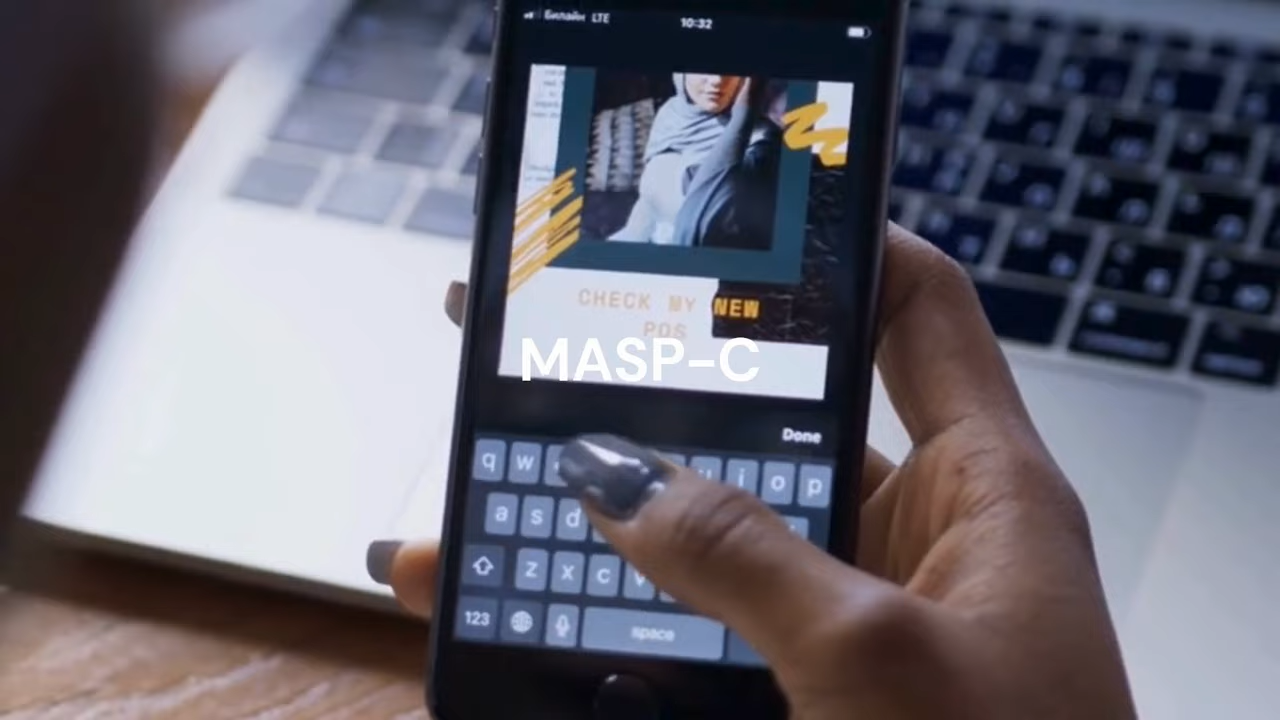 Билайн LTE 10:32
CHECK MY NEW
POS
MASP-C
Done
q w u i o p
a s d
z x c v
123 space